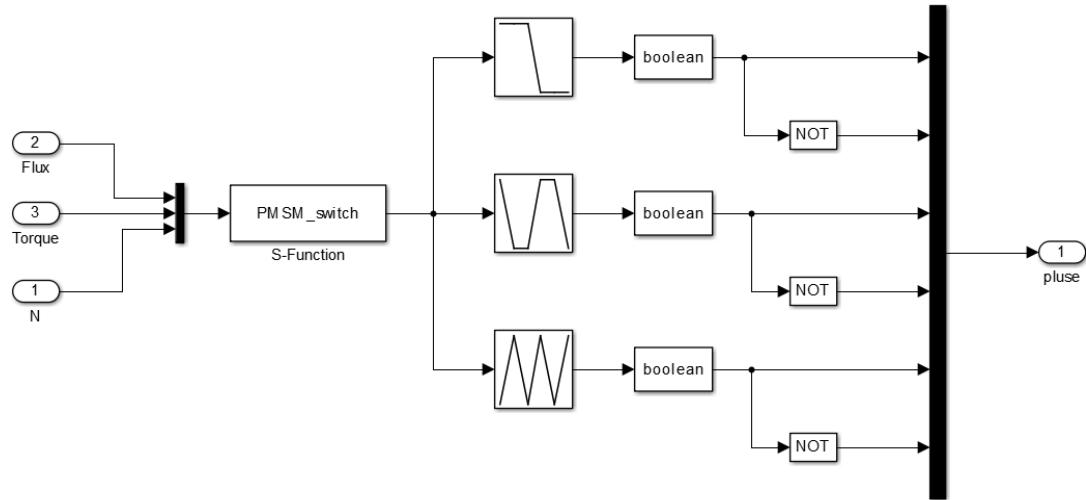 2
Flux
3
Torque
1
N
PMSM_switch
S-Function
boolean
NOT
boolean
NOT
boolean
NOT
1
pluse